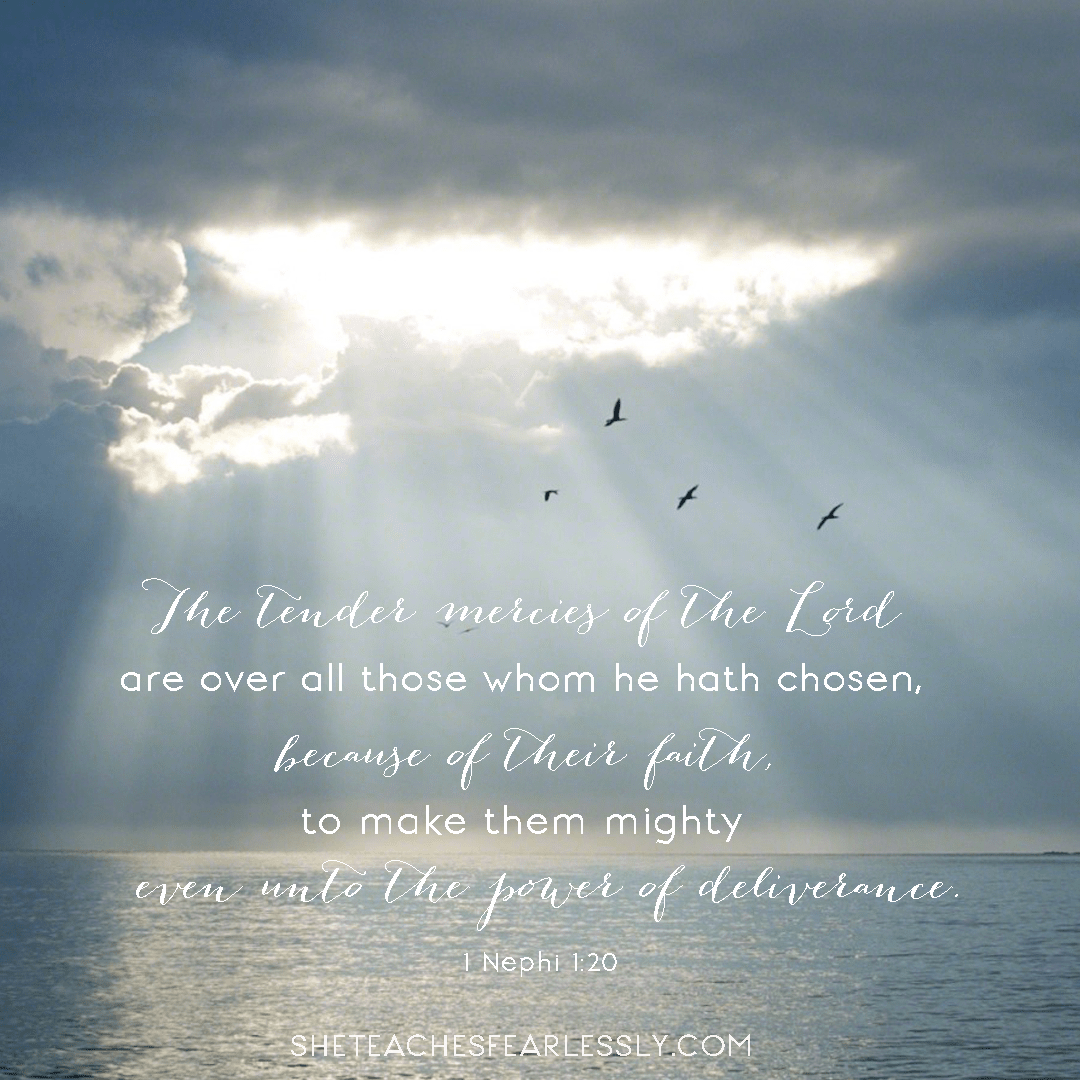 The tender mercies of the Lord
are over all those whom he hath chosen,
because of their faith,
to make them mighty
even unto the power of deliverance.
1 Nephi 1:20
SHETEACHESFEARLESSLY.COM